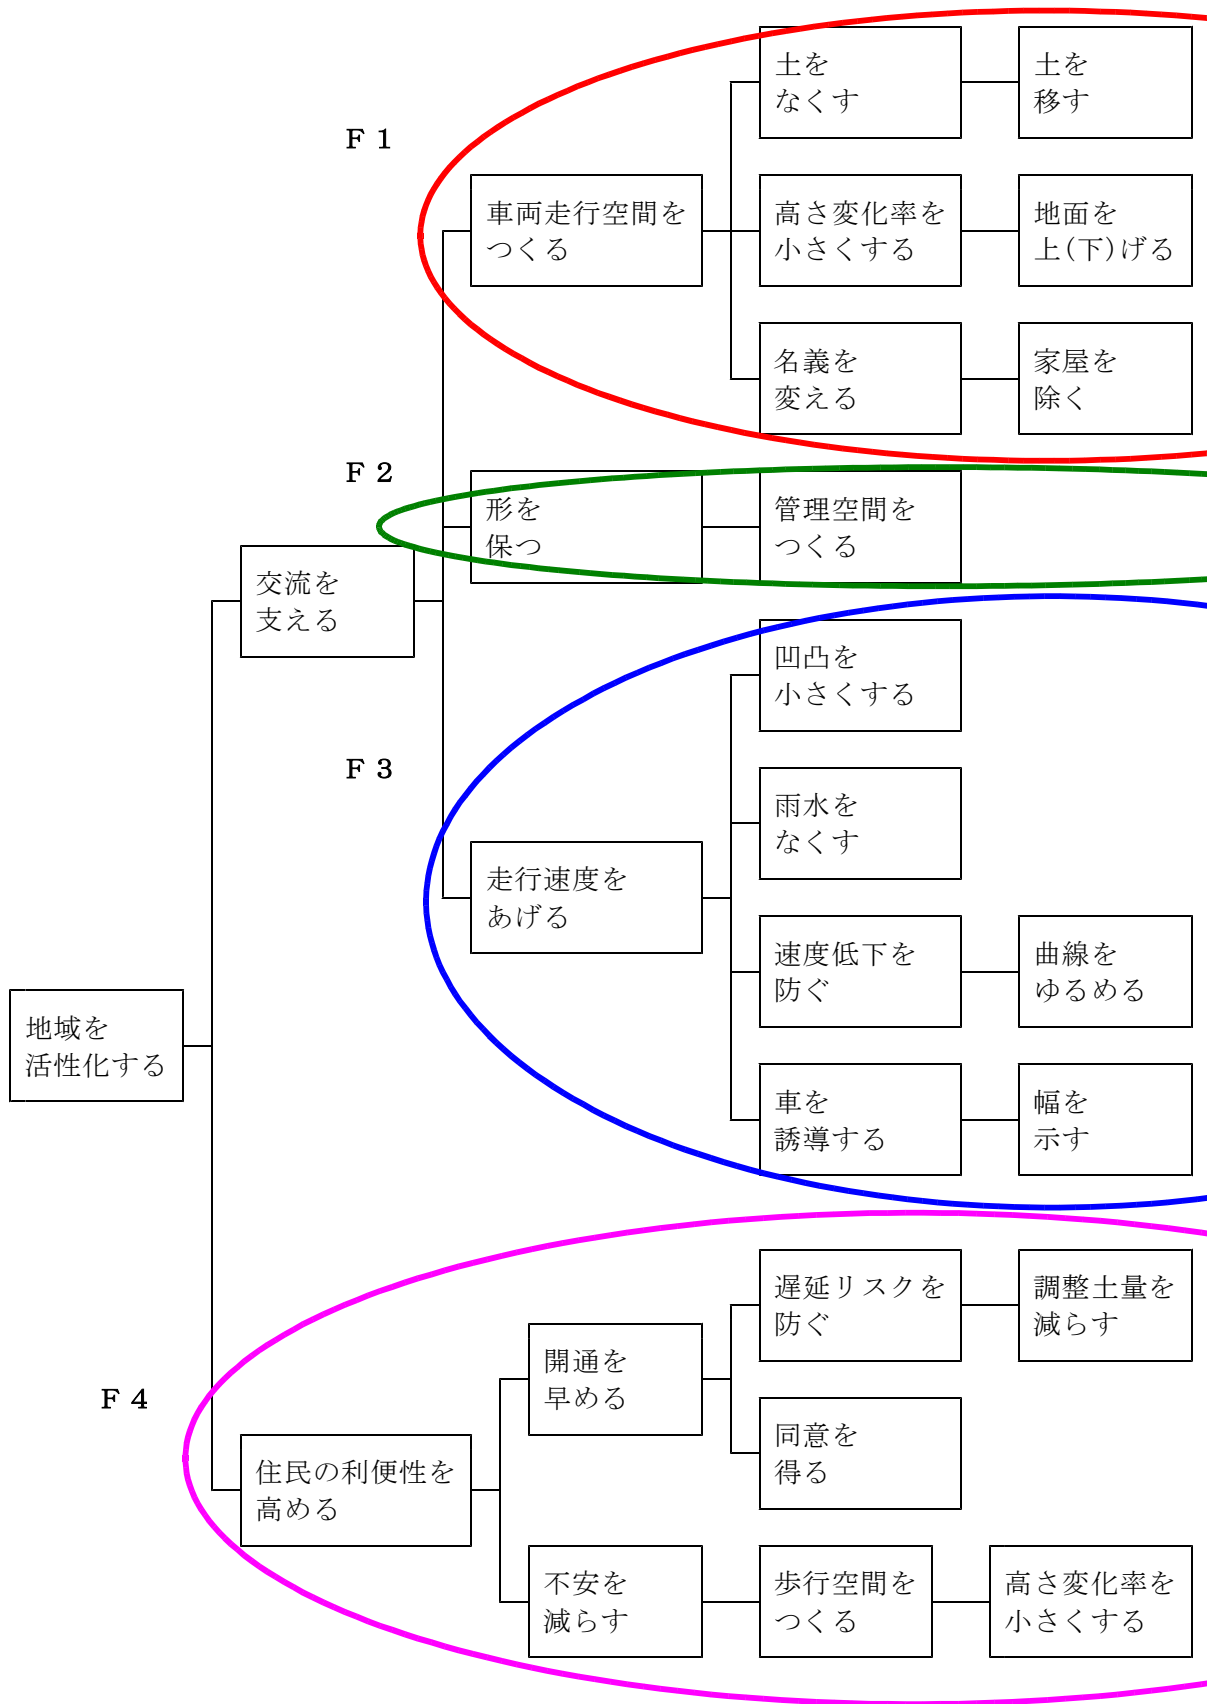 土を
なくす
土を
移す
F 1
車両走行空間を
つくる
高さ変化率を
小さくする
地面を
上(下)げる
名義を
変える
家屋を
除く
F 2
形を
保つ
管理空間を
つくる
交流を
支える
凹凸を
小さくする
F 3
雨水を
なくす
走行速度を
あげる
速度低下を
防ぐ
曲線を
ゆるめる
地域を
活性化する
車を
誘導する
幅を
示す
遅延リスクを
防ぐ
調整土量を
減らす
開通を
早める
F 4
同意を
得る
住民の利便性を
高める
不安を
減らす
歩行空間を
つくる
高さ変化率を
小さくする